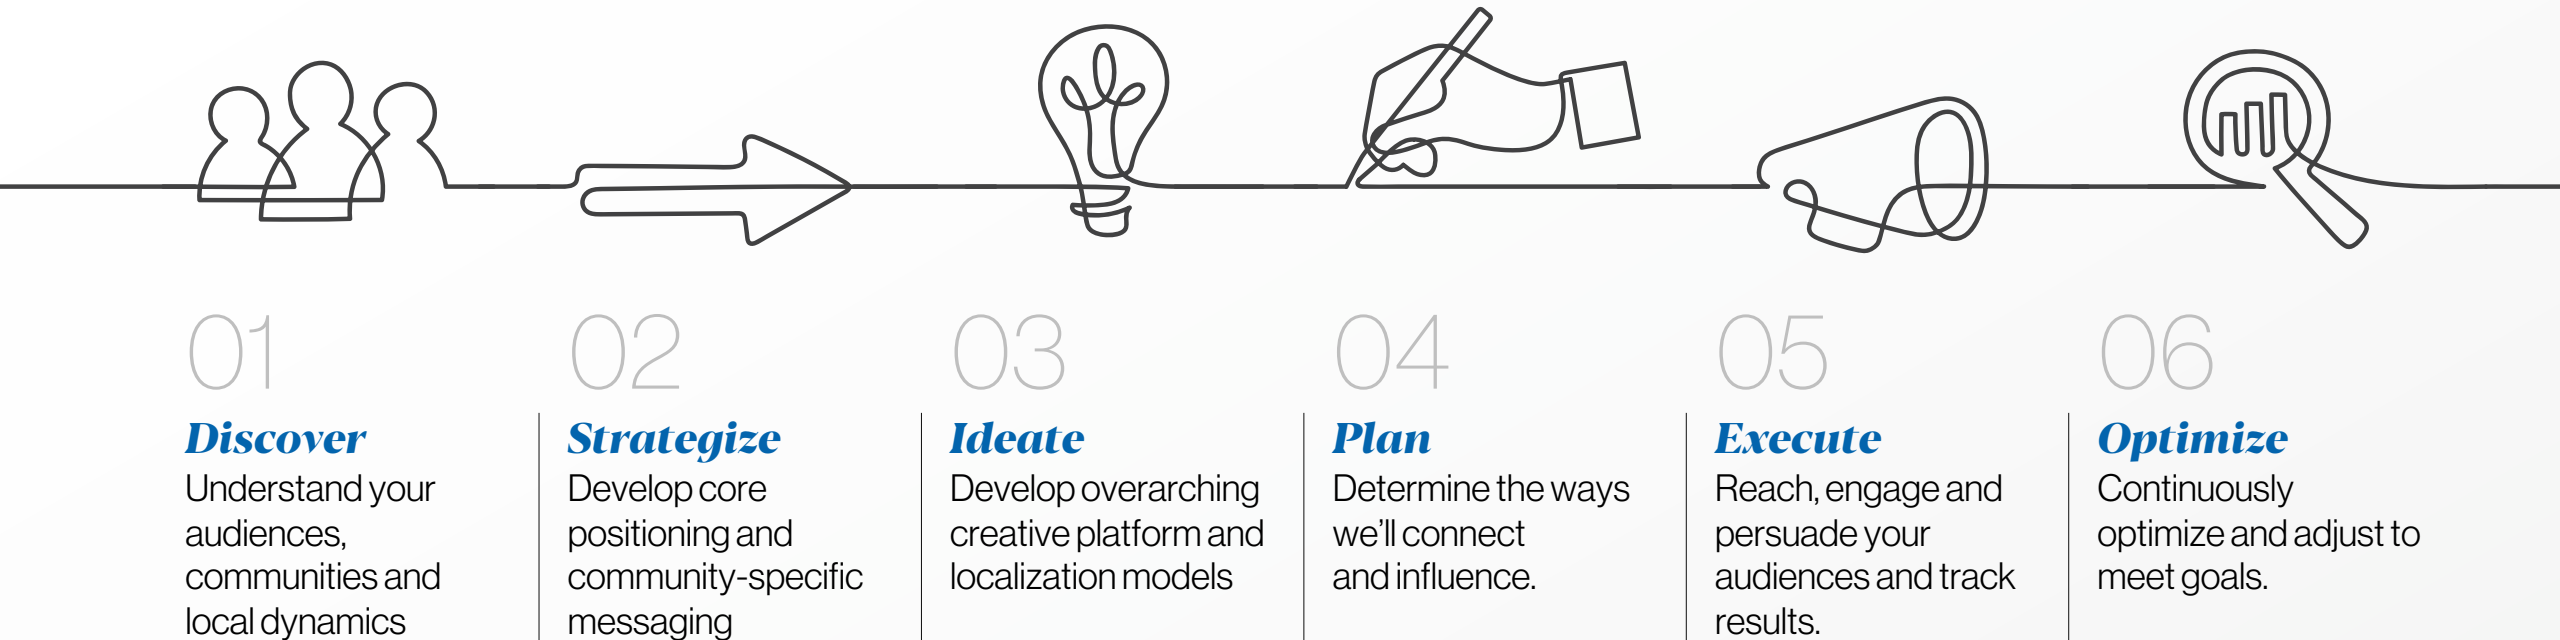 01
Discover
Understand your
audiences,
communities and
local dynamics
02
Strategize
Develop core
positioning and
community-specific
messaging
03
Ideate
Develop overarching
creative platform and
localization models
04
Plan
Determine the ways
we’ll connect
and influence.
05
Execute
Reach, engage and
persuade your
audiences and track
results.
06
Optimize
Continuously
optimize and adjust to
meet goals.